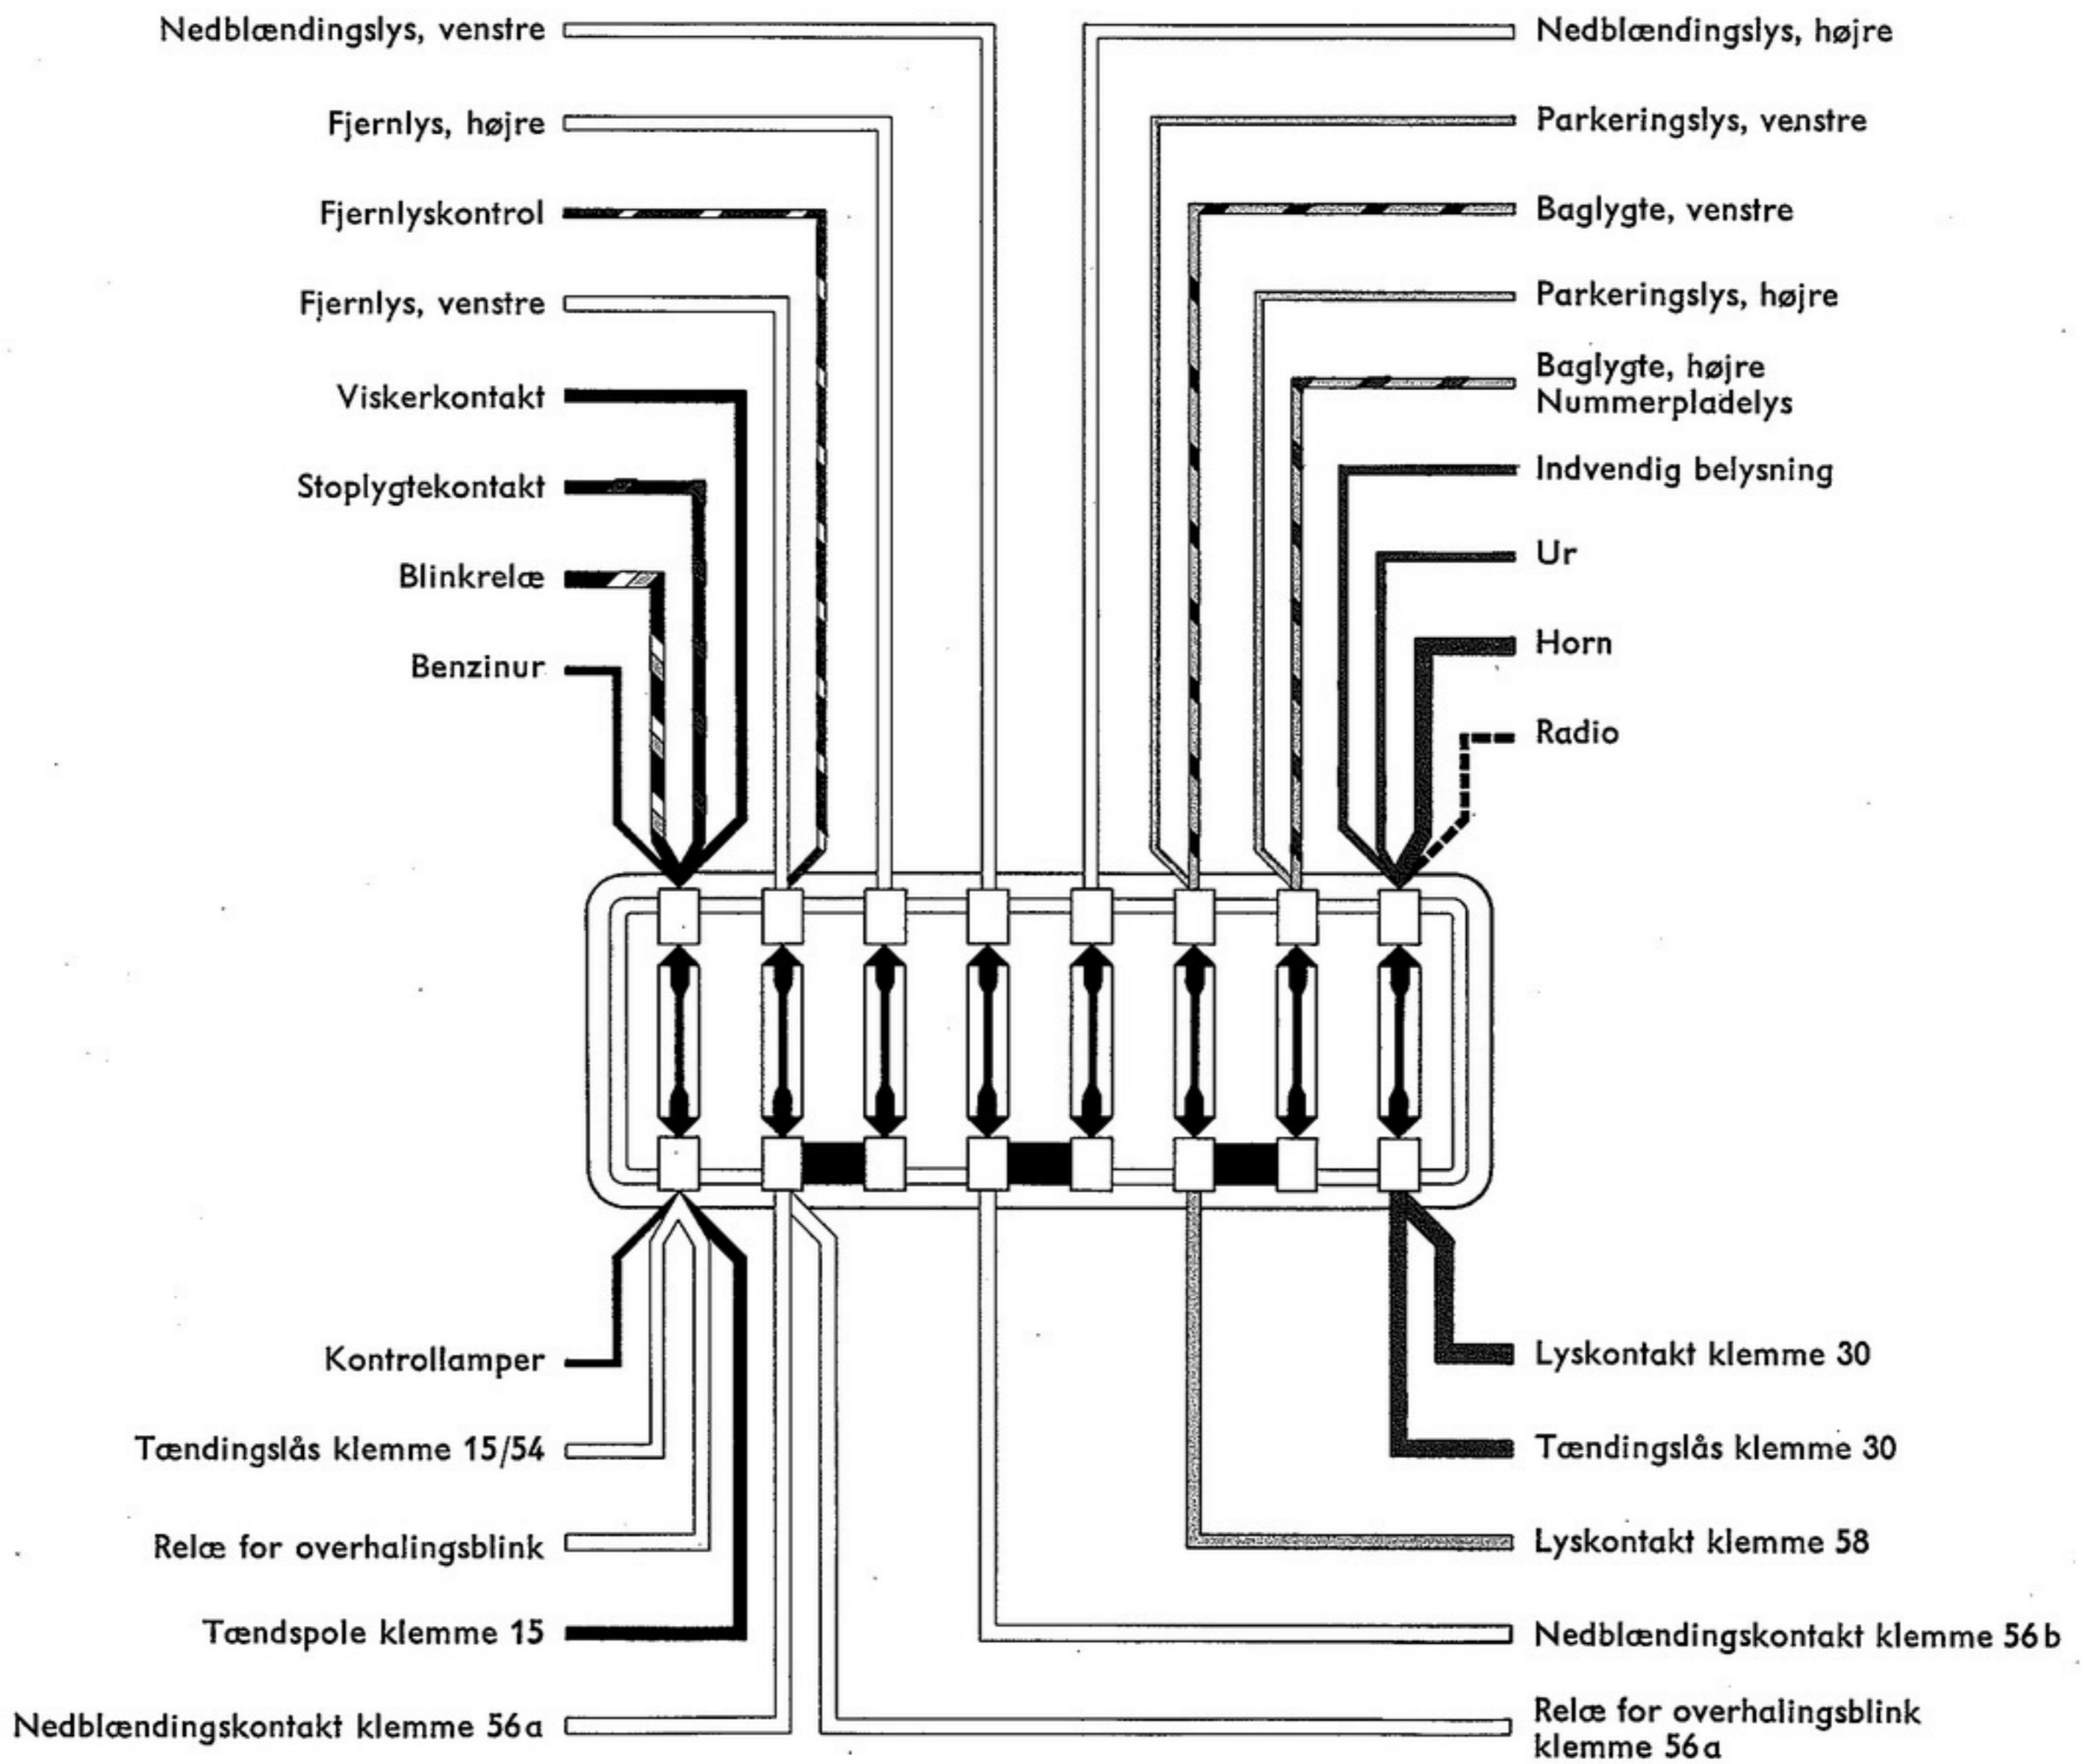 Nedblændingslys, venstre
Fjernlys, højre
Fjernlyskontrol
Fjernlys, venstre
Viskerkontakt
Stoplygtekontakt
Blinkrelæ
Benzinur
Nedblændingslys, højre
Parkeringslys, venstre
Baglygte, venstre
Parkeringslys, højre
Baglygte, højre
Nummerpladelys
Indvendig belysning
Ur
Horn
Radio
Kontrollamper
Tændingslås klemme 15/54
Relæ for overhalingsblink
Tændspole klemme 15
Nedblændingskontakt klemme 56a
Lyskontakt klemme 30
Tændingslås klemme 30
Lyskontakt klemme 58
Nedblændingskontakt klemme 56b
Relæ for overhalingsblink
klemme 56a